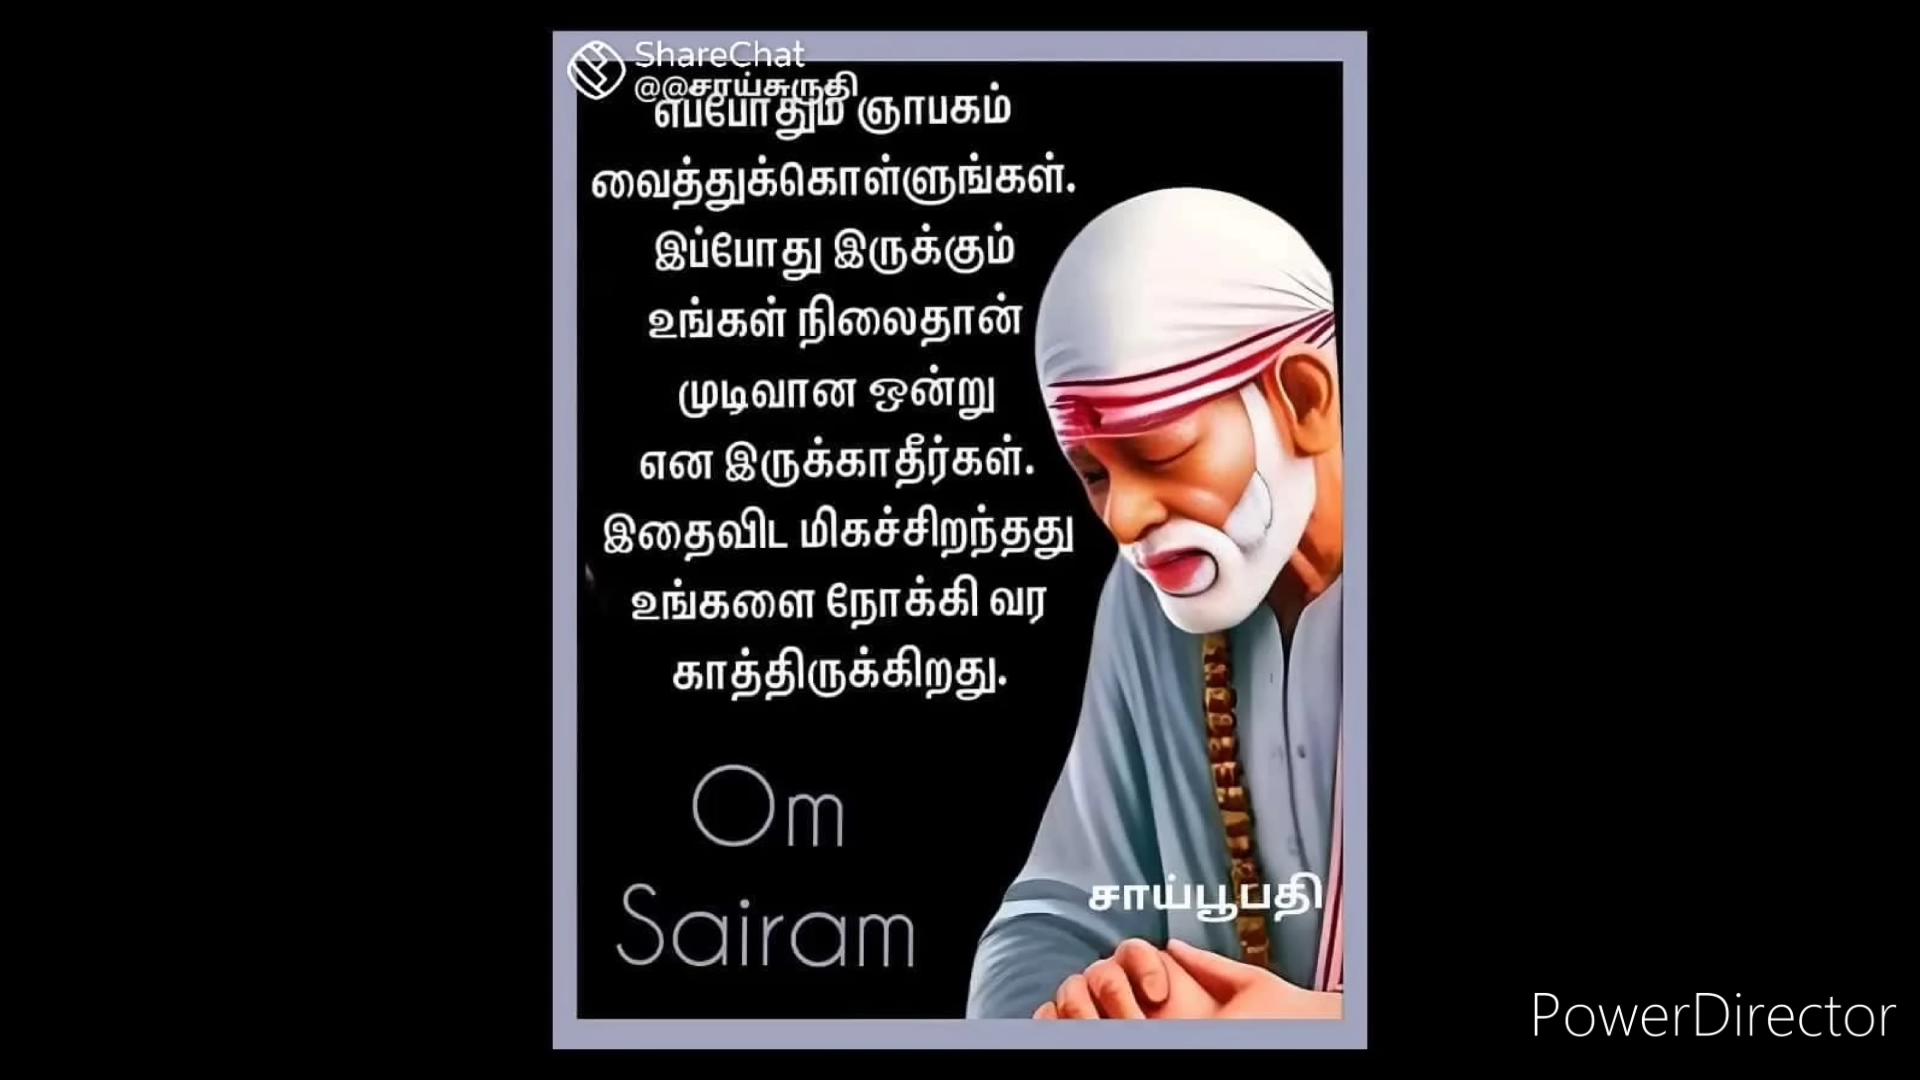 ShareChat
@@சாய்சுருதி
எப்போதும் ஞாபகம்
வைத்துக்கொள்ளுங்கள்.
இப்போது இருக்கும்
உங்கள் நிலைதான்
முடிவான ஒன்று
என இருக்காதீர்கள்.
இதைவிட மிகச்சிறந்தது
உங்களை நோக்கி வர
காத்திருக்கிறது.
Om
Sairam
சாய்பூபதி
PowerDirector